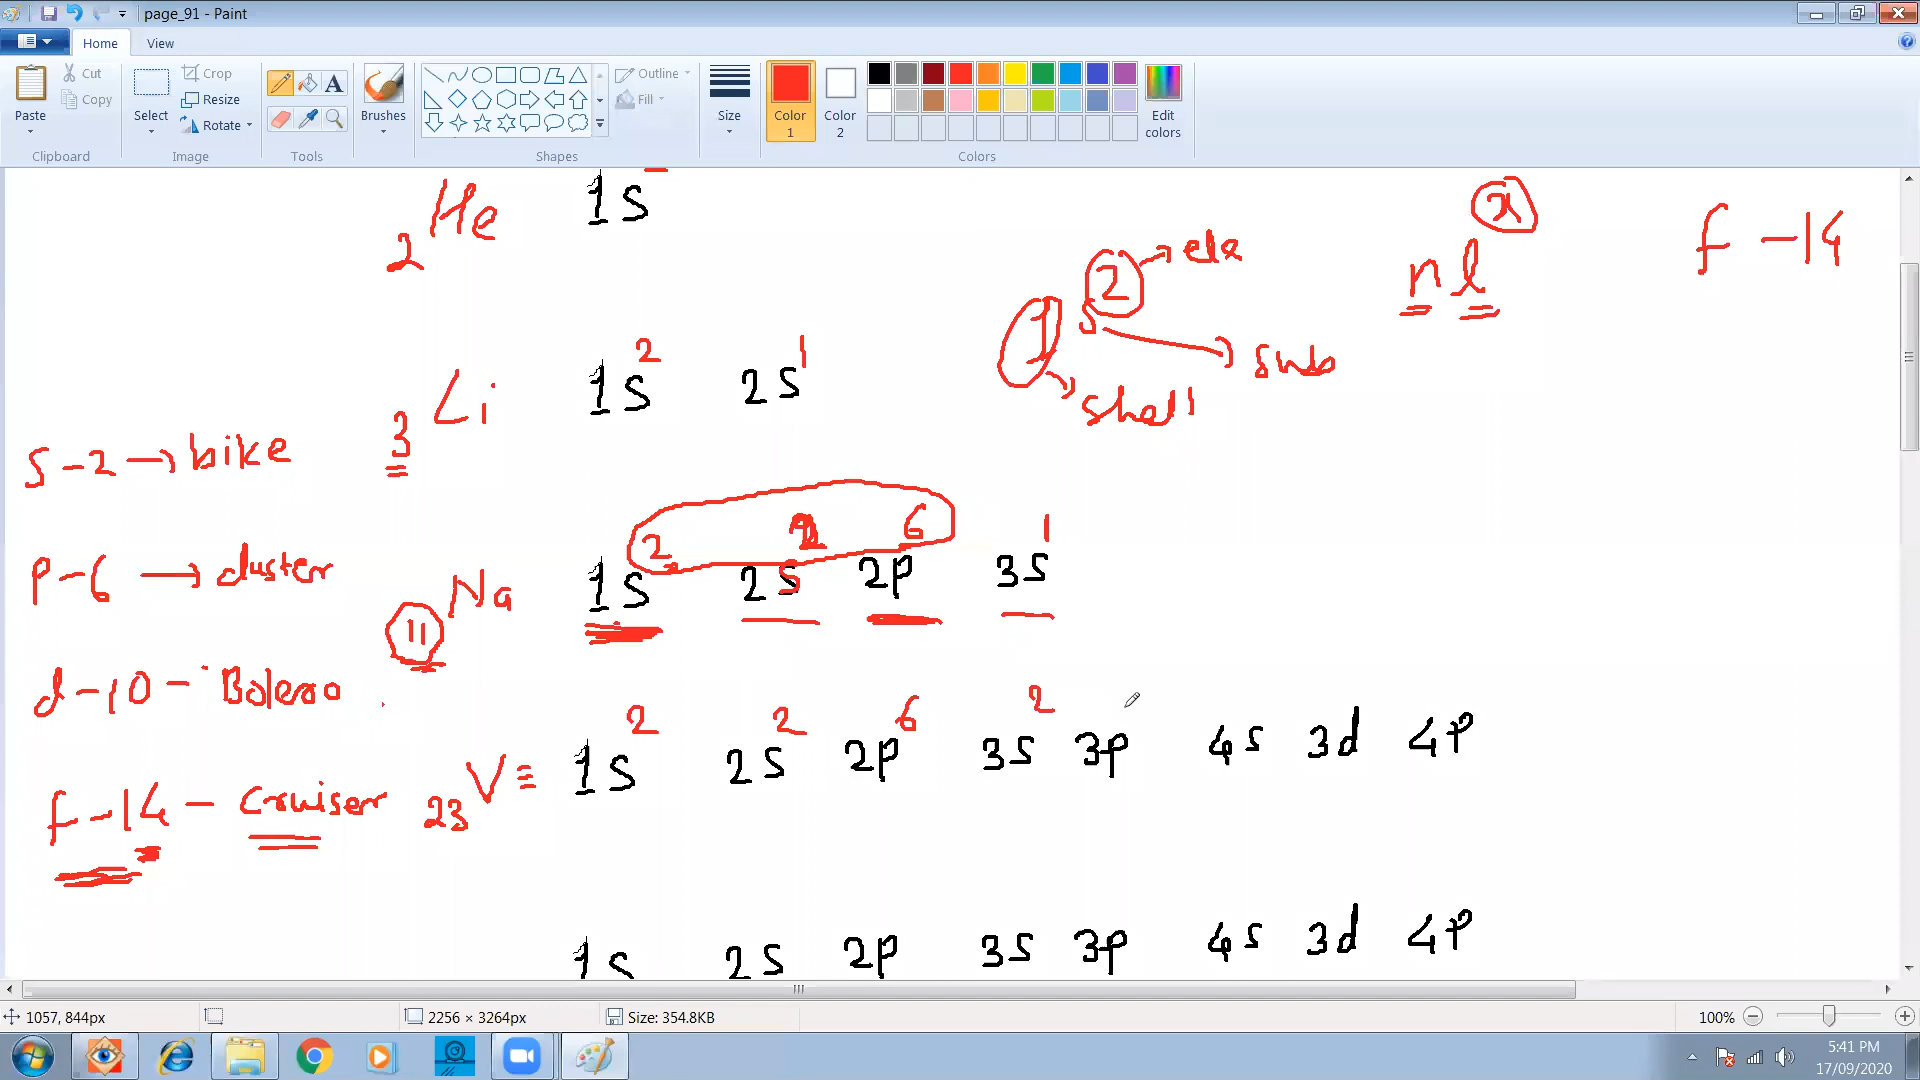 page_91 - Paint
Home View
Paste
Cut
Copy
Clipboard
Select
Crop
Resize
Rotate
Image
Tools
Brushes
Shapes
Outline
Fill
Size
Color 1
Color 2
Edit colors
Colors
2He 1s
nl x
f - 14
1s 2 → ele
→ sub
→ shell
3Li 1s2 2s1
s - 2 → bike
p - 6 → duster
d - 10 - Bolero
f - 14 - Cruiser
11Na 1s2 2s2 2p6 3s1
23V ≡ 1s2 2s2 2p6 3s2 3p 4s 3d 4p
1s 2s 2p 3s 3p 4s 3d 4p
1057, 844px
2256 × 3264px
Size: 354.8KB
100%
5:41 PM
17/09/2020